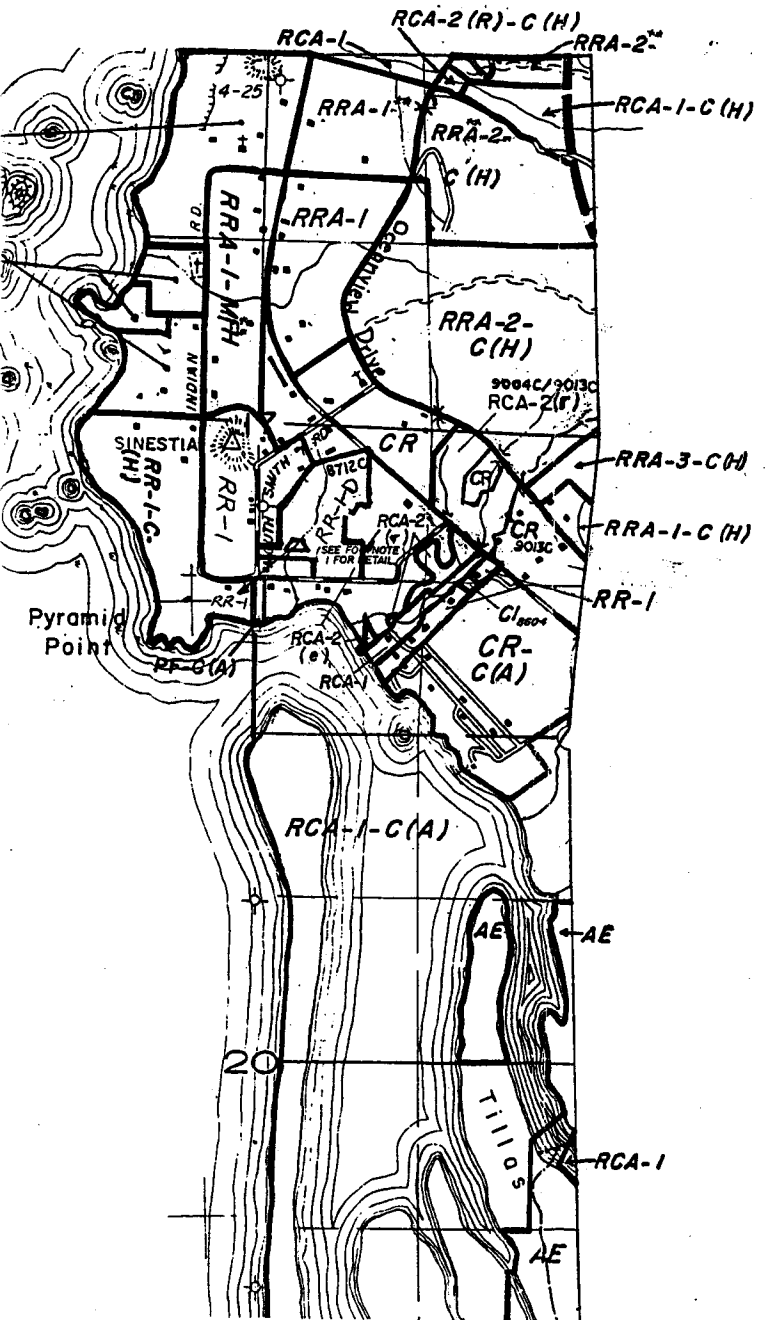 RCA-2(R)-C(H)
RCA-1
RRA-2-**
4-25
RRA-1-**
RCA-1-C(H)
RRA-2-**
C(H)
RD.
RRA-1-MH
RRA-1
Oceanview Drive
RRA-2-
C(H)
INDIAN
9004C/9013C
RCA-2(r)
SINESTIA
CR
RR-1-C.
(H)
RR-1
SMITH
RD.
8712C
CR
RRA-3-C(H)
RR-1-D
RCA-2
(r)
CR
9013C
RRA-1-C(H)
SEE FOOTNOTE
1 FOR DETAIL
RR-1
RR-1
CI8604
Pyramid
Point
PF-C(A)
RCA-2
(e)
RCA-1
CR-
C(A)
RCA-1-C(A)
AE
AE
20
Tillas
RCA-1
AE